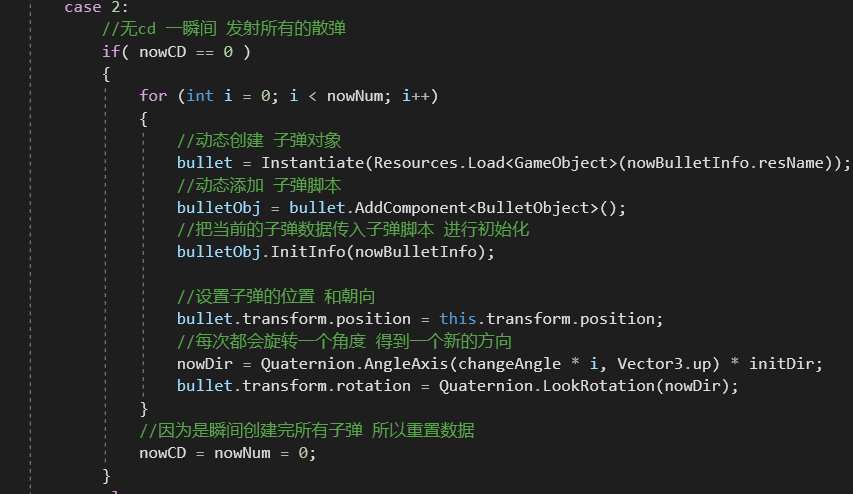 case 2:
//无cd 一瞬间 发射所有的散弹
if( nowCD == 0 )
{
for (int i = 0; i < nowNum; i++)
{
//动态创建 子弹对象
bullet = Instantiate(Resources.Load<GameObject>(nowBulletInfo.resName));
//动态添加 子弹脚本
bulletObj = bullet.AddComponent<BulletObject>();
//把当前的子弹数据传入子弹脚本 进行初始化
bulletObj.InitInfo(nowBulletInfo);
//设置子弹的位置 和朝向
bullet.transform.position = this.transform.position;
//每次都会旋转一个角度 得到一个新的方向
nowDir = Quaternion.AngleAxis(changeAngle * i, Vector3.up) * initDir;
bullet.transform.rotation = Quaternion.LookRotation(nowDir);
}
//因为是瞬间创建完所有子弹 所以重置数据
nowCD = nowNum = 0;
}